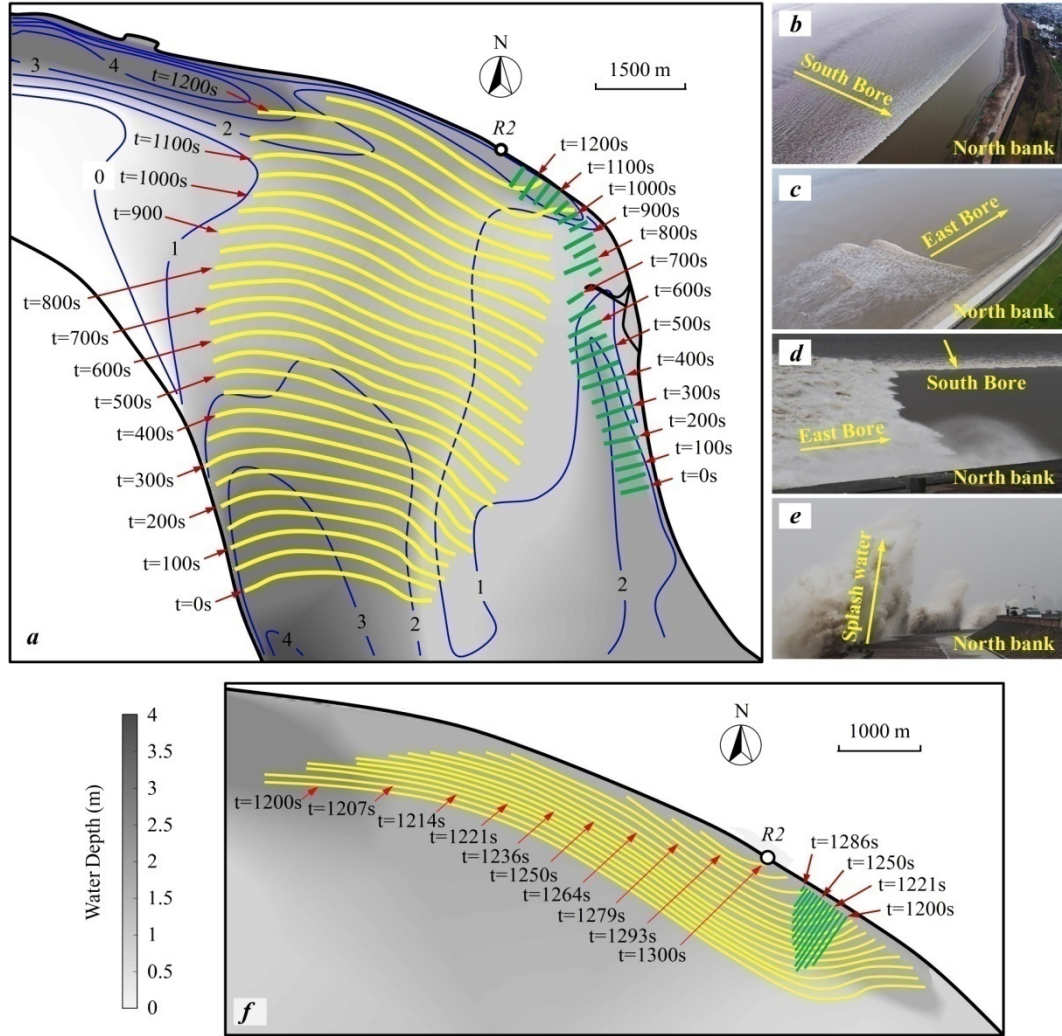 N
1500 m
3
4
t=1200s
2
R2
t=1200s
t=1100s
t=1000s
t=900s
t=800s
t=700s
t=600s
t=500s
t=400s
t=300s
t=200s
t=100s
t=0s
t=1100s
0
t=1000s
t=900
1
t=800s
t=700s
t=600s
t=500s
t=400s
t=300s
t=200s
t=100s
t=0s
1
2
3
2
4
a
b
South Bore
North bank
c
East Bore
North bank
d
South Bore
East Bore
North bank
e
Splash water
North bank
Water Depth (m)
4
3.5
3
2.5
2
1.5
1
0.5
0
N
1000 m
t=1200s
t=1207s
t=1214s
t=1221s
t=1236s
t=1250s
t=1264s
t=1279s
t=1293s
t=1300s
R2
t=1286s
t=1250s
t=1221s
t=1200s
f